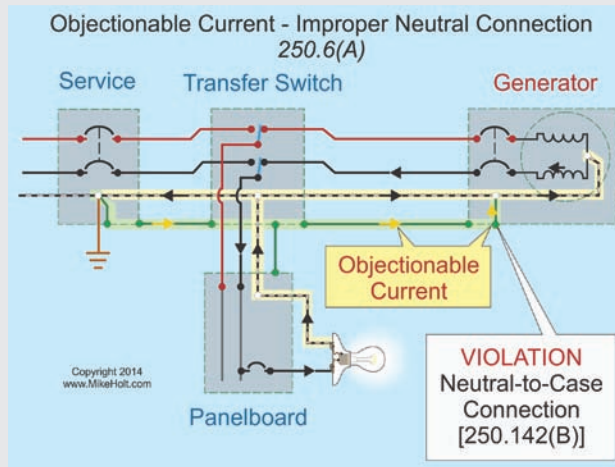 Objectionable Current - Improper Neutral Connection
250.6(A)
Service
Transfer Switch
Generator
Objectionable
Current
VIOLATION
Neutral-to-Case
Connection
[250.142(B)]
Copyright 2014
www.MikeHolt.com
Panelboard